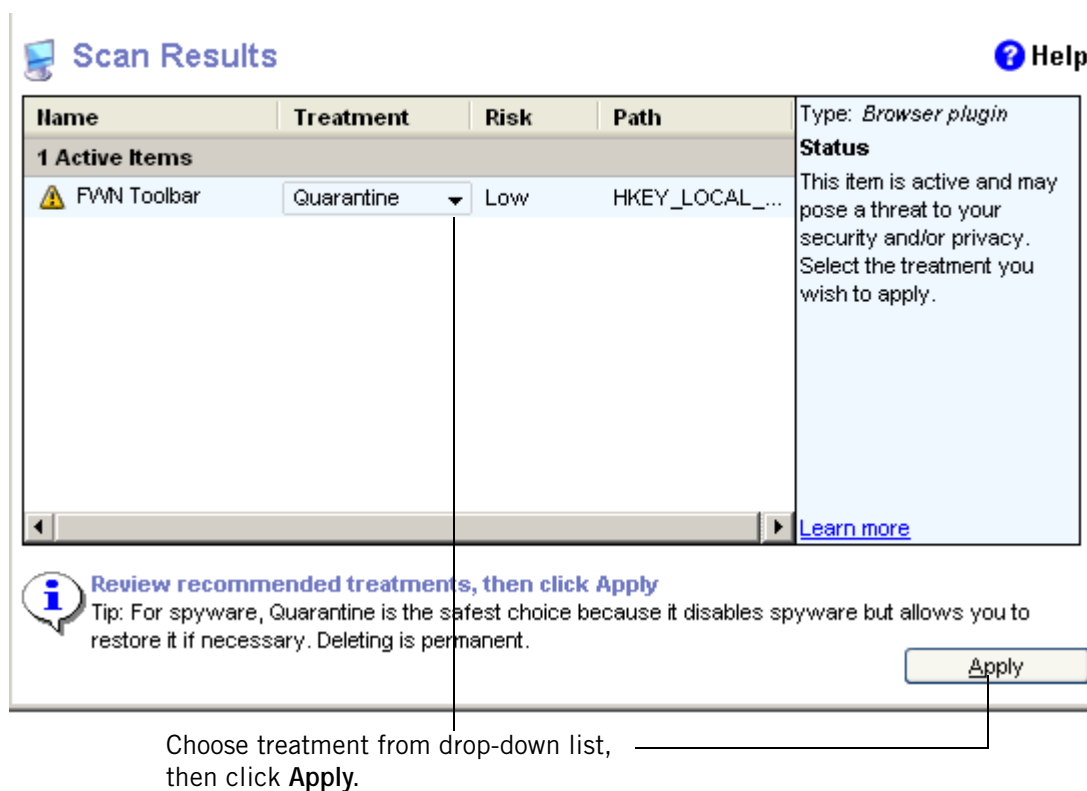 Scan Results
Help
Name Treatment Risk Path
1 Active Items
FWN Toolbar Quarantine Low HKEY_LOCAL_...
Type: Browser plugin
Status
This item is active and may
pose a threat to your
security and/or privacy.
Select the treatment you
wish to apply.
Learn more
Review recommended treatments, then click Apply
Tip: For spyware, Quarantine is the safest choice because it disables spyware but allows you to
restore it if necessary. Deleting is permanent.
Apply
Choose treatment from drop-down list,
then click Apply.